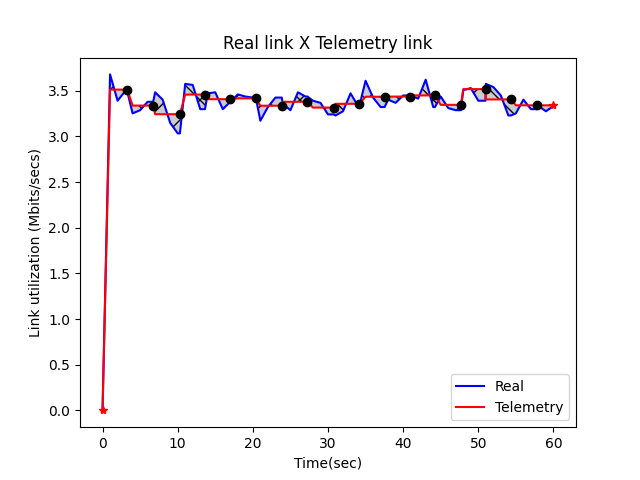 Real link X Telemetry link
Link utilization (Mbits/secs)
3.5
3.0
2.5
2.0
1.5
1.0
0.5
0.0
0 10 20 30 40 50 60
Time(sec)
Real
Telemetry